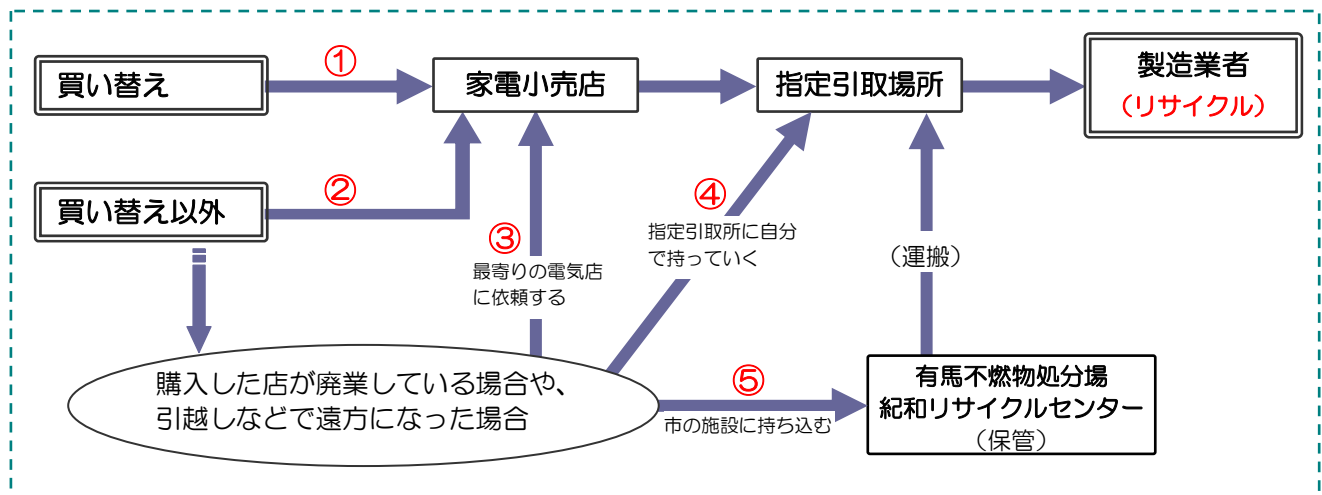 買い替え
①
家電小売店
指定引取場所
製造業者
（リサイクル）
買い替え以外
②
③
最寄りの電気店
に依頼する
④
指定引取所に自分
で持っていく
（運搬）
購入した店が廃業している場合や、
引越しなどで遠方になった場合
⑤
市の施設に持ち込む
有馬不燃物処分場
紀和リサイクルセンター
（保管）